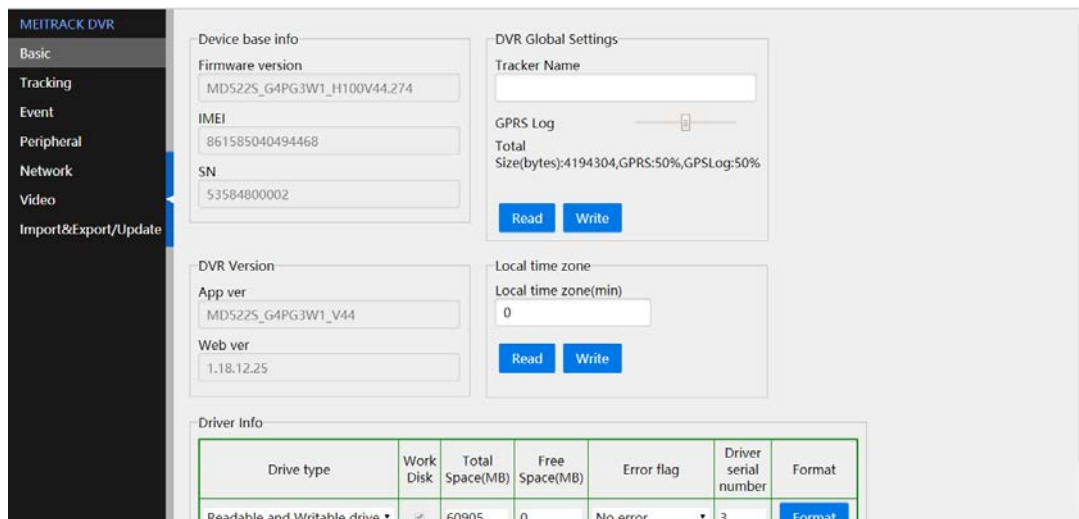 MEITRACK DVR
Basic
Tracking
Event
Peripheral
Network
Video
Import&Export/Update
Device base info
Firmware version
MD522S_G4PG3W1_H100V44.274
IMEI
861585040494468
SN
53584800002
DVR Global Settings
Tracker Name
GPRS Log
Total
Size(bytes):4194304,GPRS:50%,GPSLog:50%
Read Write
DVR Version
App ver
MD522S_G4PG3W1_V44
Web ver
1.18.12.25
Local time zone
Local time zone(min)
0
Read Write
Driver Info
Drive type
Work
Disk
Total
Space(MB)
Free
Space(MB)
Error flag
Driver
serial
number
Format
Readable and Writable drive 60905 0 No error 3 Format